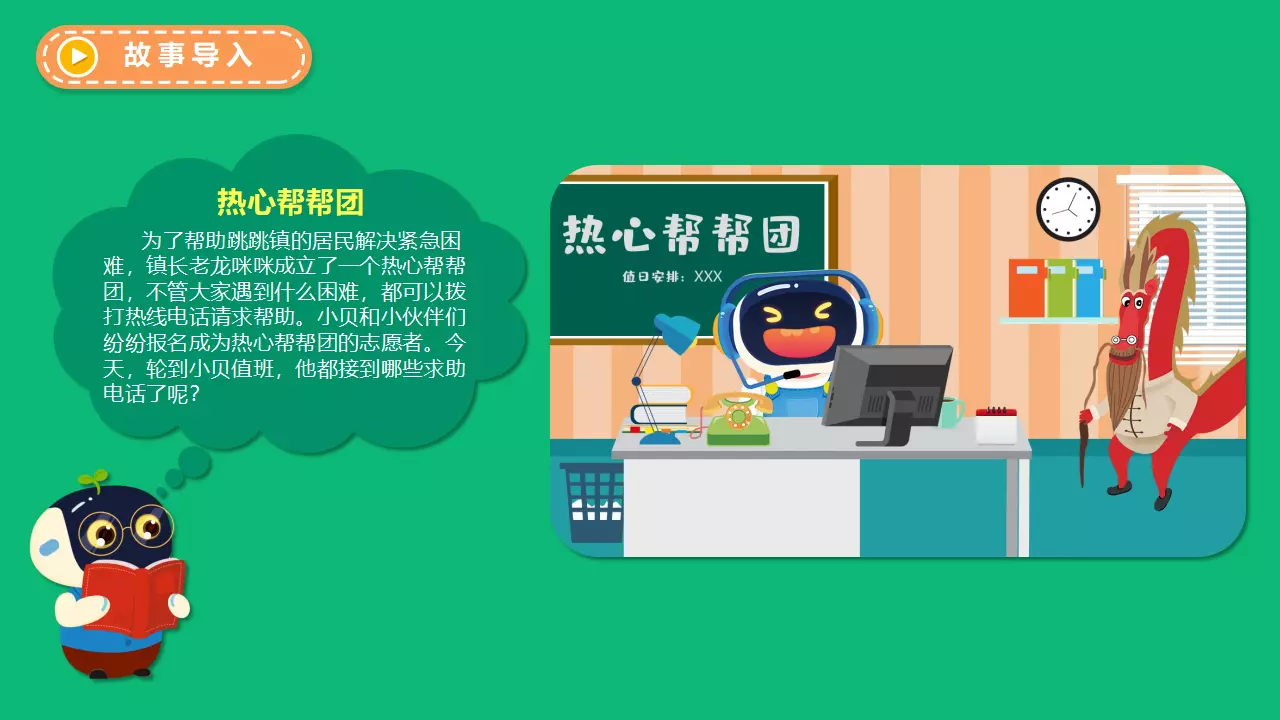 故事导入
热心帮帮团
为了帮助跳跳镇的居民解决紧急困
难，镇长老龙咪咪成立了一个热心帮帮
团，不管大家遇到什么困难，都可以拨
打热线电话请求帮助。小贝和小伙伴们
纷纷报名成为热心帮帮团的志愿者。今
天，轮到小贝值班，他都接到哪些求助
电话了呢？
热心帮帮团
值日安排：XXX